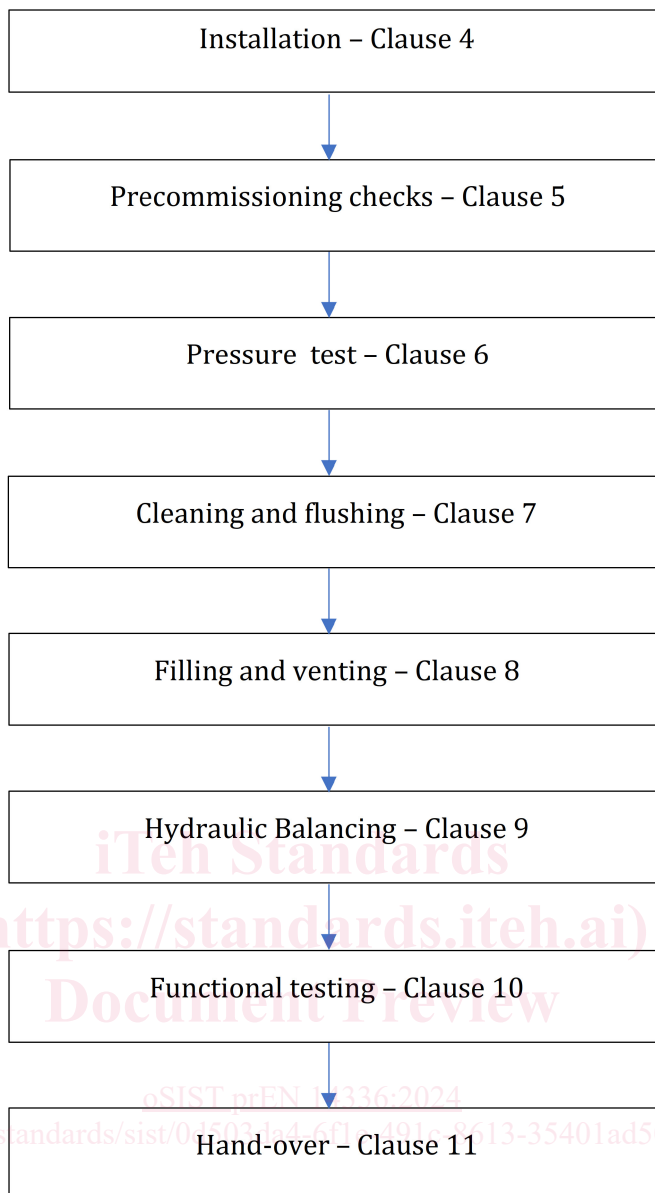 Installation – Clause 4
Precommissioning checks – Clause 5
Pressure test – Clause 6
Cleaning and flushing – Clause 7
Filling and venting – Clause 8
Hydraulic Balancing – Clause 9
iTeh Standards
https://standards.iteh.ai)
Functional testing – Clause 10
Document Preview
oSIST prEN 14336:2024
Hand-over – Clause 11